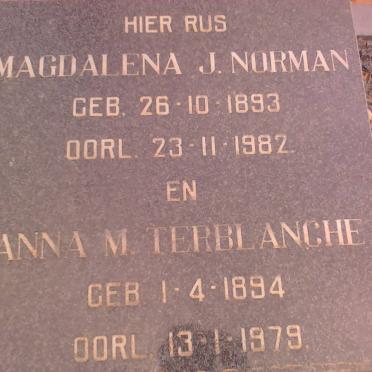 HIER RUS
MAGDALENA J. NORMAN
GEB. 26-10-1893
OORL. 23-11-1982.
EN
ANNA M. TERBLANCHE
GEB 1-4-1894
OORL. 13-1-1979.